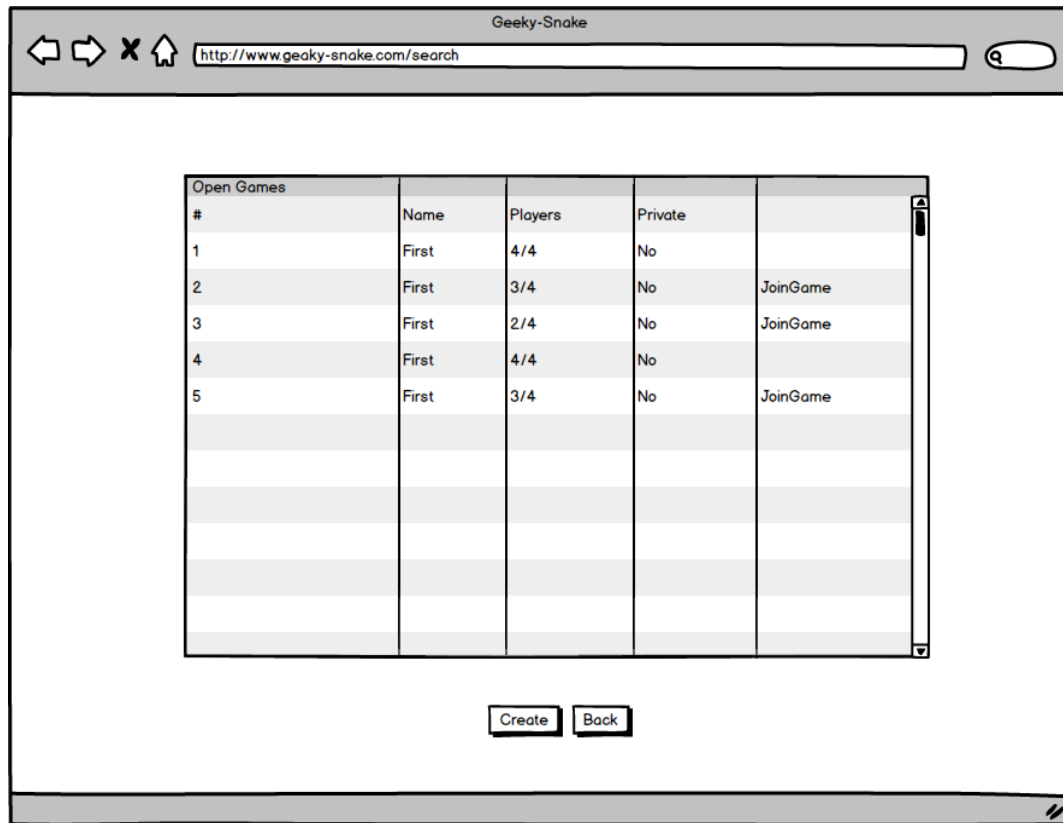 Geeky-Snake
http://www.geaky-snake.com/search
Open Games
# Name Players Private
1 First 4/4 No
2 First 3/4 No JoinGame
3 First 2/4 No JoinGame
4 First 4/4 No
5 First 3/4 No JoinGame
Create Back